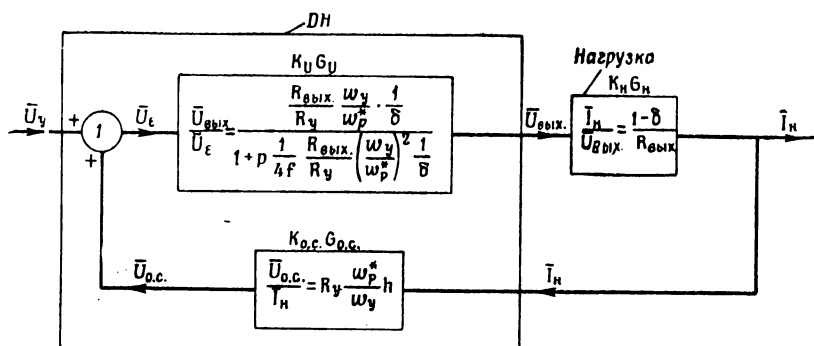 DH
Нагрузка
K_U G_U
K_н G_н
Ū_у + 1 Ū_ε
Ū_вых./Ū_ε = (R_вых./R_у · w_у/w_р* · 1/δ) / (1 + p 1/4f R_вых./R_у (w_у/w_р*)² 1/δ)
Ū_вых.
Ī_н/Ū_вых. = (1-δ)/R_вых
Ī_н
+
K_о.с. G_о.с.
Ū_о.с.
Ū_о.с./Ī_н = R_у w_р*/w_у h
Ī_н